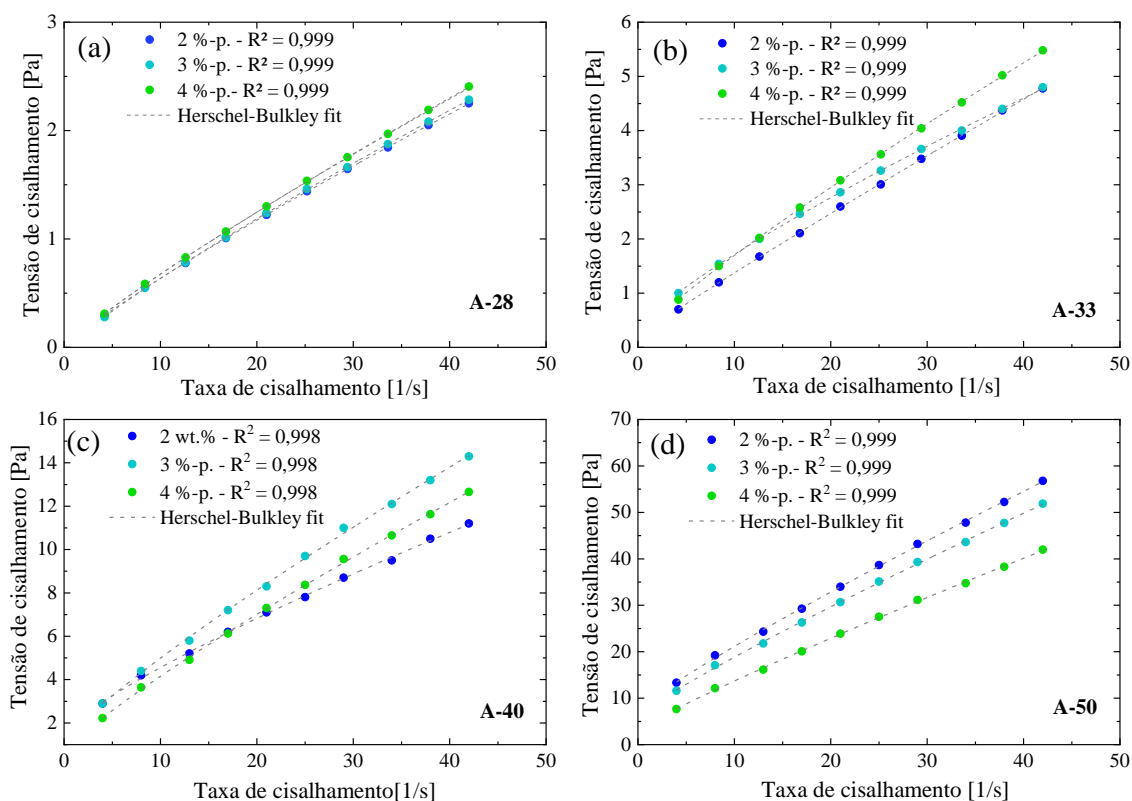 (a)
2 %-p. - R² = 0,999
3 %-p. - R² = 0,999
4 %-p.- R² = 0,999
Herschel-Bulkley fit
Tensão de cisalhamento [Pa]
3
2
1
0
A-28
0 10 20 30 40 50
Taxa de cisalhamento [1/s]
(b)
2 %-p. - R² = 0,999
3 %-p. - R² = 0,999
4 %-p. - R² = 0,999
Herschel-Bulkley fit
Tensão de cisalhamento [Pa]
6
5
4
3
2
1
0
A-33
0 10 20 30 40 50
Taxa de cisalhamento [1/s]
(c)
2 wt.% - R² = 0,998
3 %-p. - R² = 0,998
4 %-p. - R² = 0,998
Herschel-Bulkley fit
Tensão de cisalhamento [Pa]
16
14
12
10
8
6
4
2
A-40
0 10 20 30 40 50
Taxa de cisalhamento[1/s]
(d)
2 %-p. - R² = 0,999
3 %-p.- R² = 0,999
4 %-p. - R² = 0,999
Herschel-Bulkley fit
Tensão de cisalhamento [Pa]
70
60
50
40
30
20
10
0
A-50
0 10 20 30 40 50
Taxa de cisalhamento [1/s]